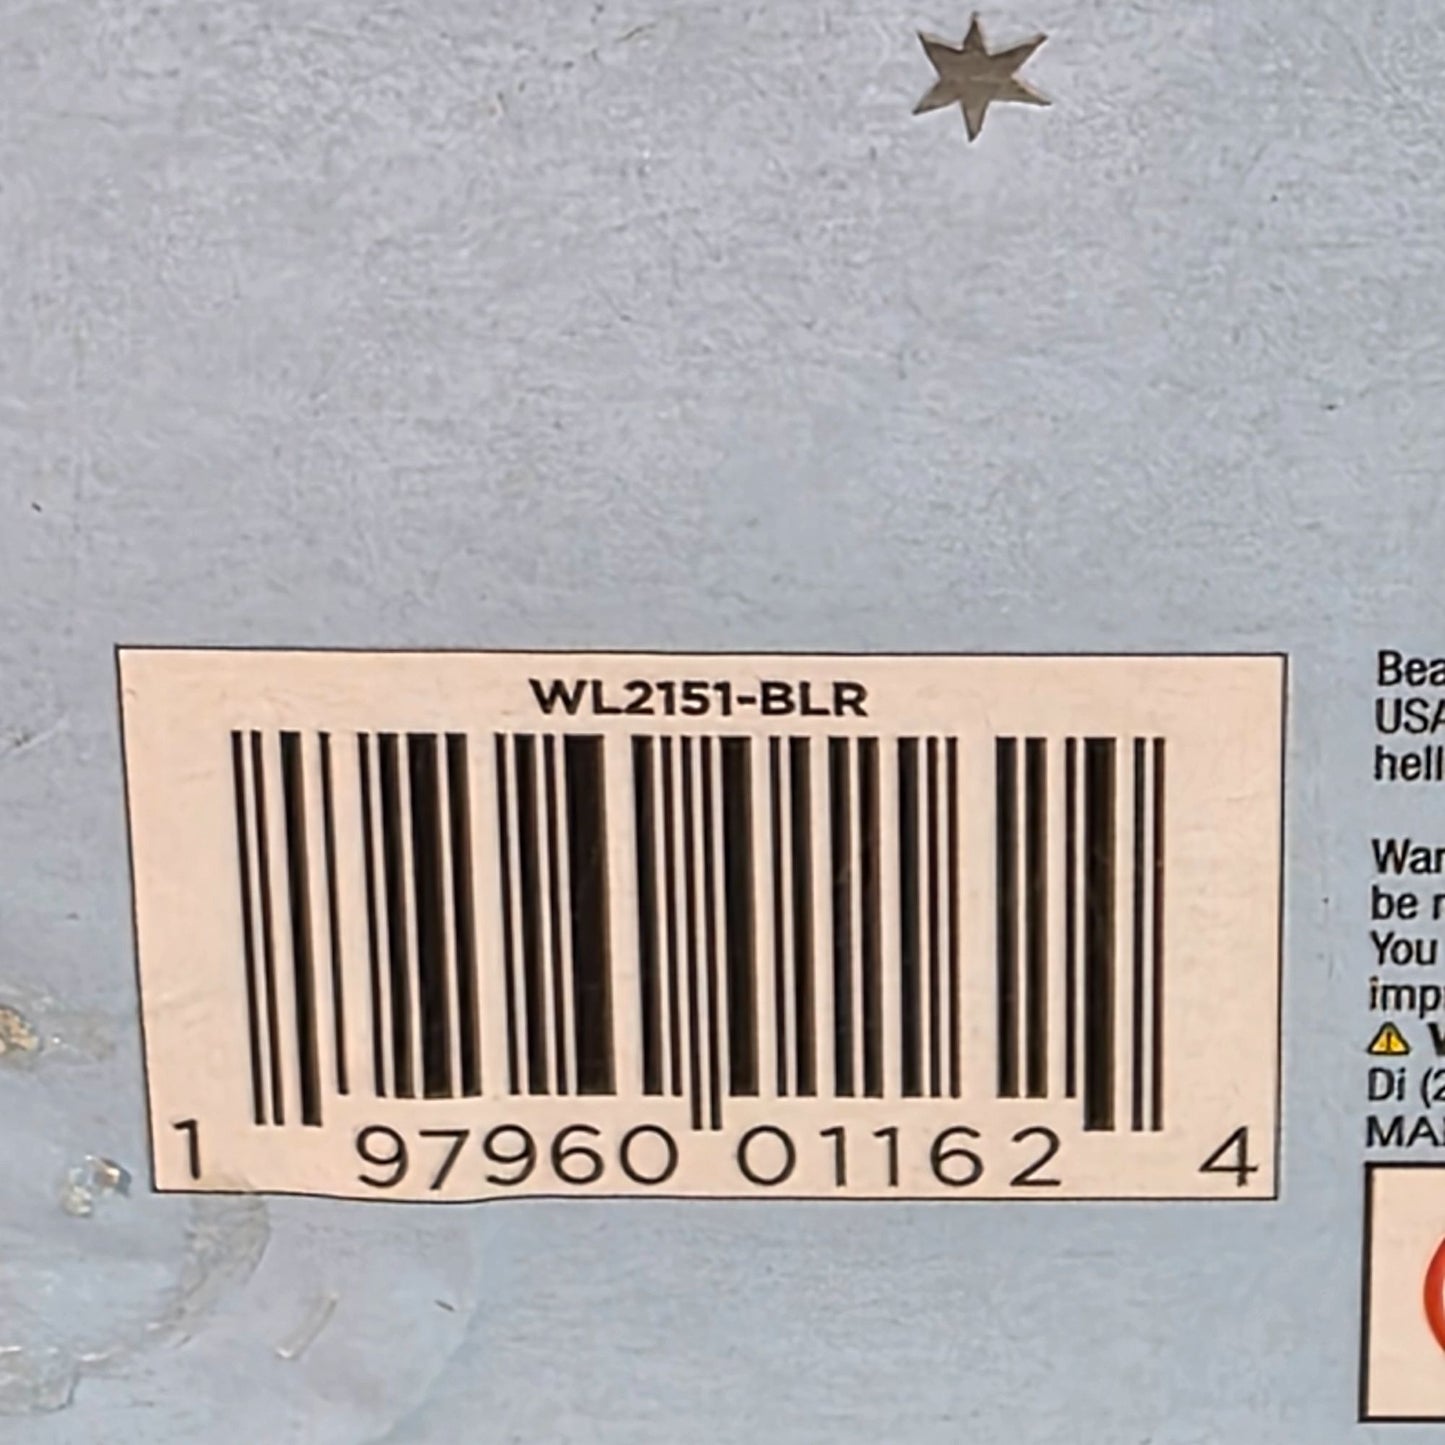 WL2151-BLR
1 97960 01162 4
Bea
USA
hell
War
be
You
imp
Di (2
MA